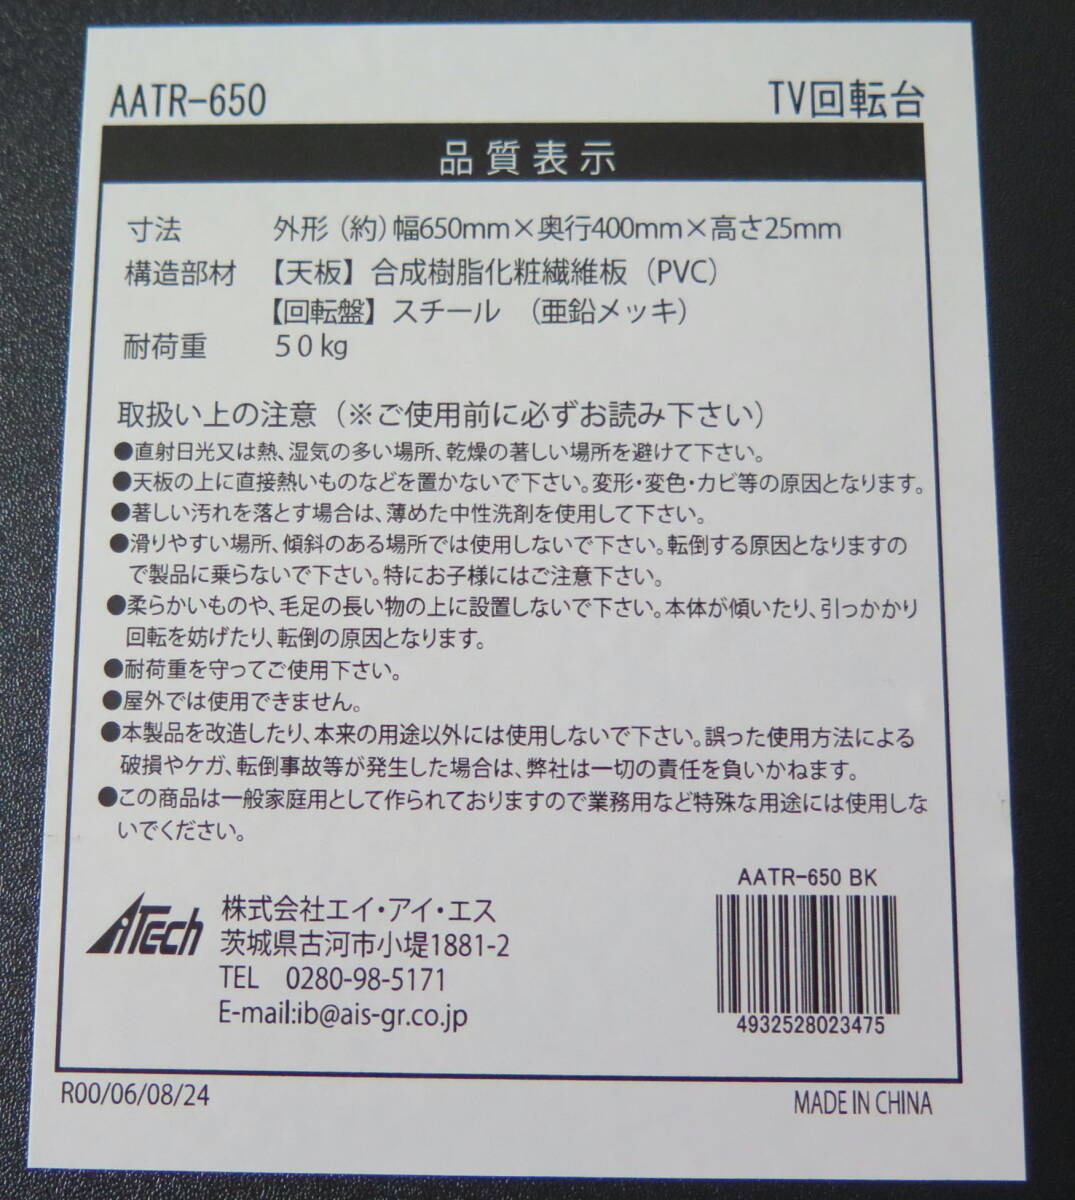 AATR-650 TV回転台
品質表示
寸法 外形（約）幅650mm×奥行400mm×高さ25mm
構造部材 【天板】合成樹脂化粧繊維板（PVC）
【回転盤】スチール （亜鉛メッキ）
耐荷重 50kg
取扱い上の注意（※ご使用前に必ずお読み下さい）
●直射日光又は熱、湿気の多い場所、乾燥の著しい場所を避けて下さい。
●天板の上に直接熱いものなどを置かないで下さい。変形・変色・カビ等の原因となります。
●著しい汚れを落とす場合は、薄めた中性洗剤を使用して下さい。
●滑りやすい場所、傾斜のある場所では使用しないで下さい。転倒する原因となりますの
で製品に乗らないで下さい。特にお子様にはご注意下さい。
●柔らかいものや、毛足の長い物の上に設置しないで下さい。本体が傾いたり、引っかかり
回転を妨げたり、転倒の原因となります。
●耐荷重を守ってご使用下さい。
●屋外では使用できません。
●本製品を改造したり、本来の用途以外には使用しないで下さい。誤った使用方法による
破損やケガ、転倒事故等が発生した場合は、弊社は一切の責任を負いかねます。
●この商品は一般家庭用として作られておりますので業務用など特殊な用途には使用しな
いでください。
AATR-650 BK
ATech
株式会社エイ・アイ・エス
茨城県古河市小堤1881-2
TEL 0280-98-5171
E-mail:ib@ais-gr.co.jp
4932528023475
R00/06/08/24 MADE IN CHINA